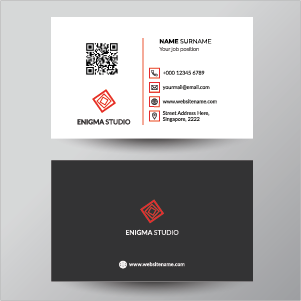 NAME SURNAME
Your job position
+000 12345 6789
yourmail@email.com
www.websitename.com
Street Address Here,
Singapore, 2222
ENIGMA STUDIO
ENIGMA STUDIO
www.websitename.com